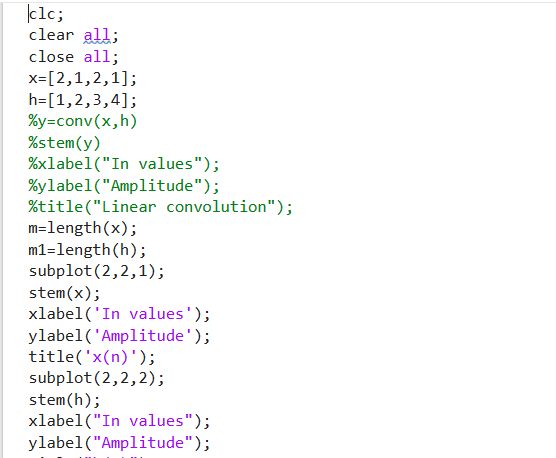 clc;
clear all;
close all;
x=[2,1,2,1];
h=[1,2,3,4];
%y=conv(x,h)
%stem(y)
%xlabel("In values");
%ylabel("Amplitude");
%title("Linear convolution");
m=length(x);
m1=length(h);
subplot(2,2,1);
stem(x);
xlabel('In values');
ylabel('Amplitude');
title('x(n)');
subplot(2,2,2);
stem(h);
xlabel("In values");
ylabel("Amplitude");